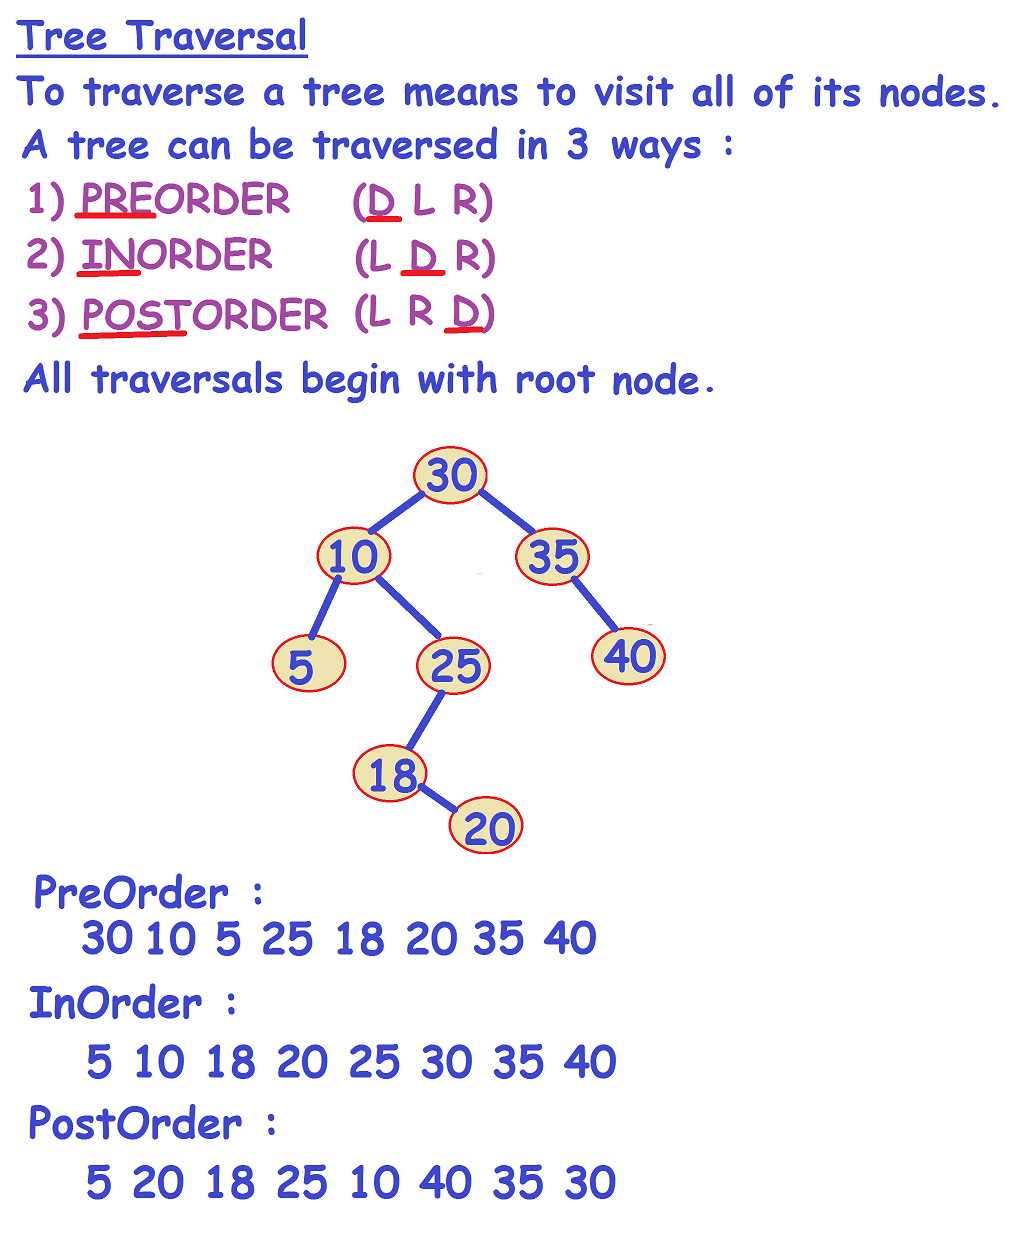 Tree Traversal
To traverse a tree means to visit all of its nodes.
A tree can be traversed in 3 ways :
1) PREORDER (D L R)
2) INORDER (L D R)
3) POSTORDER (L R D)
All traversals begin with root node.
30
10 35
5 25 40
18
20
PreOrder :
30 10 5 25 18 20 35 40
InOrder :
5 10 18 20 25 30 35 40
PostOrder :
5 20 18 25 10 40 35 30